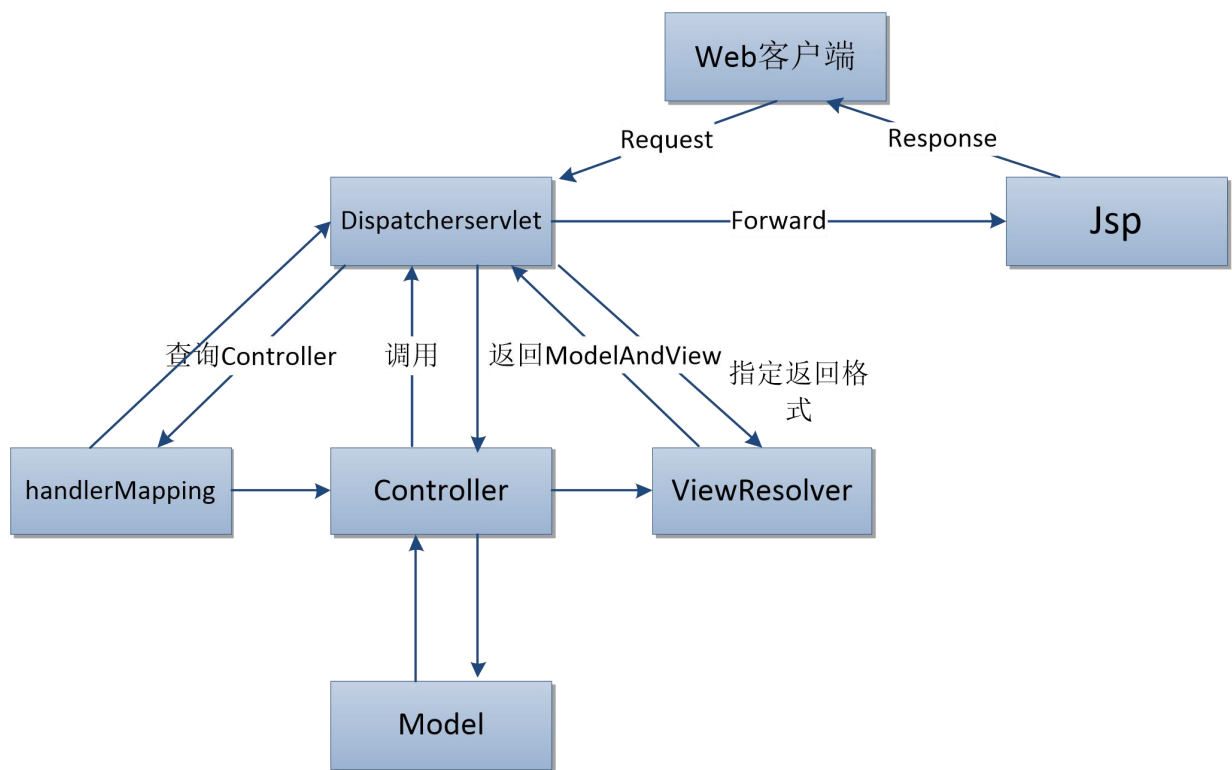 Web客户端
Request
Response
Dispatcherservlet
Forward
Jsp
查询Controller
调用
返回ModelAndView
指定返回格
式
handlerMapping
Controller
ViewResolver
Model